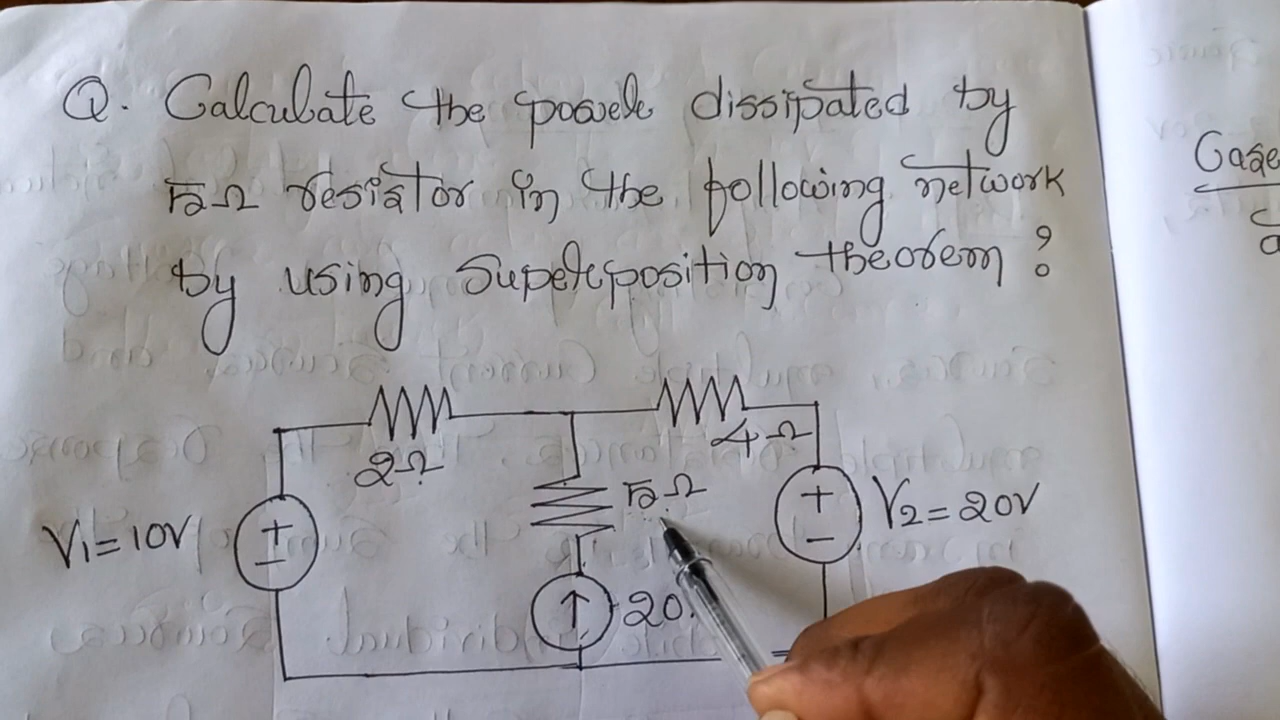 Q. Calculate the power dissipated by
5Ω resistor in the following network
by using Superposition theorem ?
2Ω
4Ω
5Ω
V1=10V
+
−
+
−
V2=20V
↑
20
Case